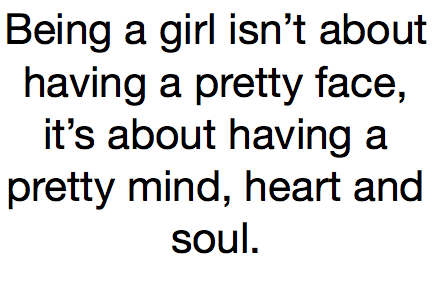 Being a girl isn’t about
having a pretty face,
it’s about having a
pretty mind, heart and
soul.